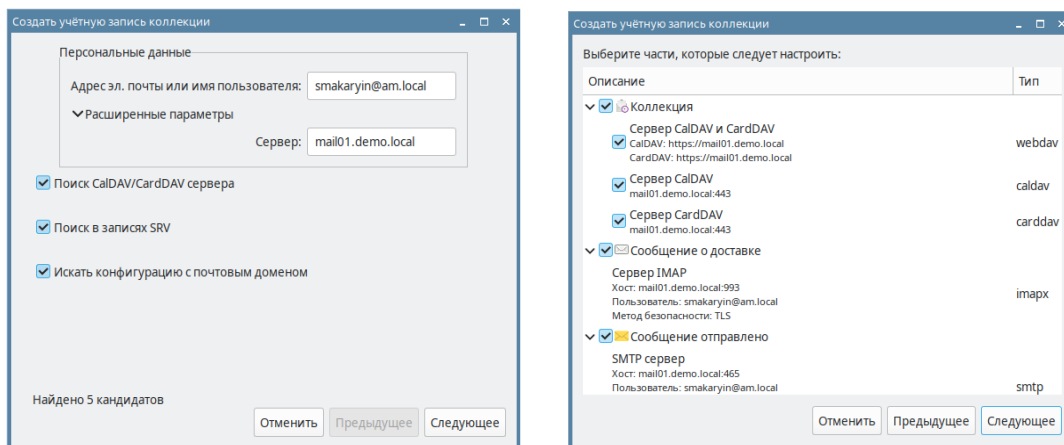 Создать учётную запись коллекции
Персональные данные
Адрес эл. почты или имя пользователя: smakaryin@am.local
Расширенные параметры
Сервер: mail01.demo.local
Поиск CalDAV/CardDAV сервера
Поиск в записях SRV
Искать конфигурацию с почтовым доменом
Найдено 5 кандидатов
Отменить Предыдущее Следующее
Создать учётную запись коллекции
Выберите части, которые следует настроить:
Описание Тип
Коллекция
Сервер CalDAV и CardDAV
CalDAV: https://mail01.demo.local webdav
CardDAV: https://mail01.demo.local
Сервер CalDAV caldav
mail01.demo.local:443
Сервер CardDAV carddav
mail01.demo.local:443
Сообщение о доставке
Сервер IMAP
Хост: mail01.demo.local:993 imapx
Пользователь: smakaryin@am.local
Метод безопасности: TLS
Сообщение отправлено
SMTP сервер
Хост: mail01.demo.local:465
Пользователь: smakaryin@am.local smtp
Отменить Предыдущее Следующее